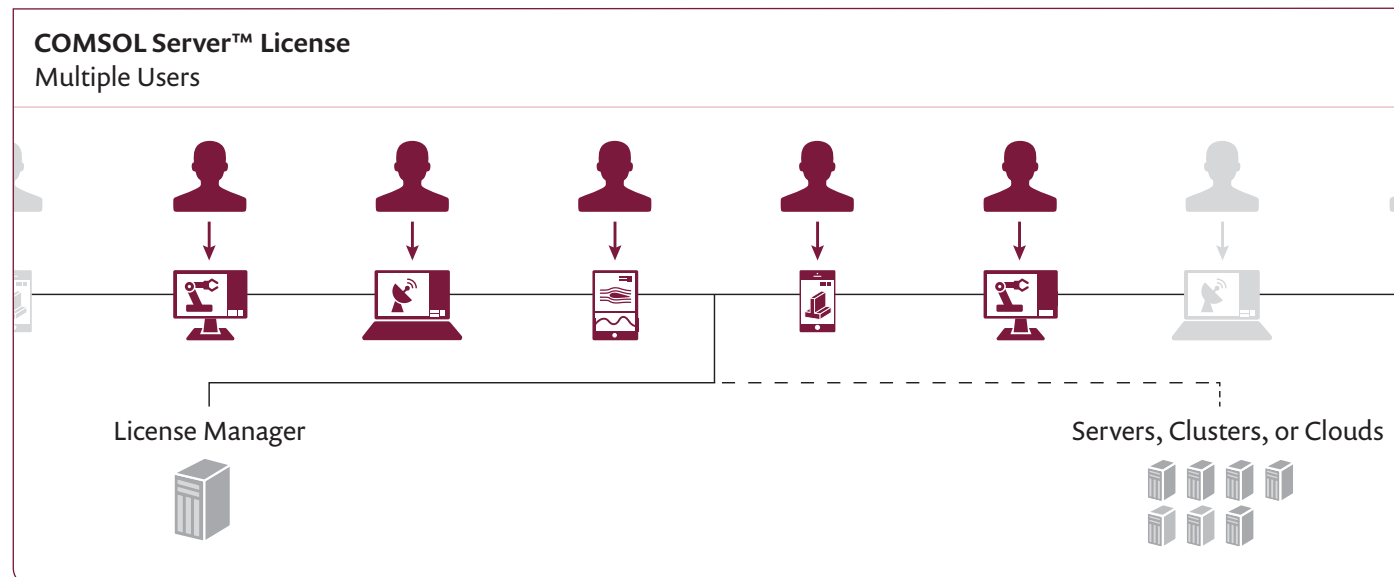 COMSOL Server™ License
Multiple Users
License Manager
Servers, Clusters, or Clouds